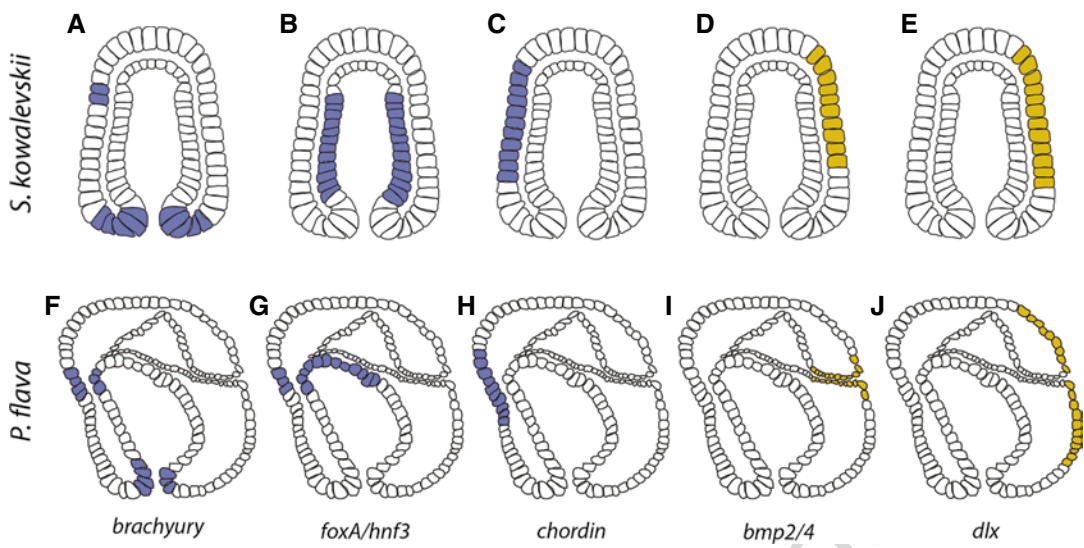 A B C D E
S. kowalevskii
F G H I J
P. flava
brachyury foxA/hnf3 chordin bmp2/4 dlx